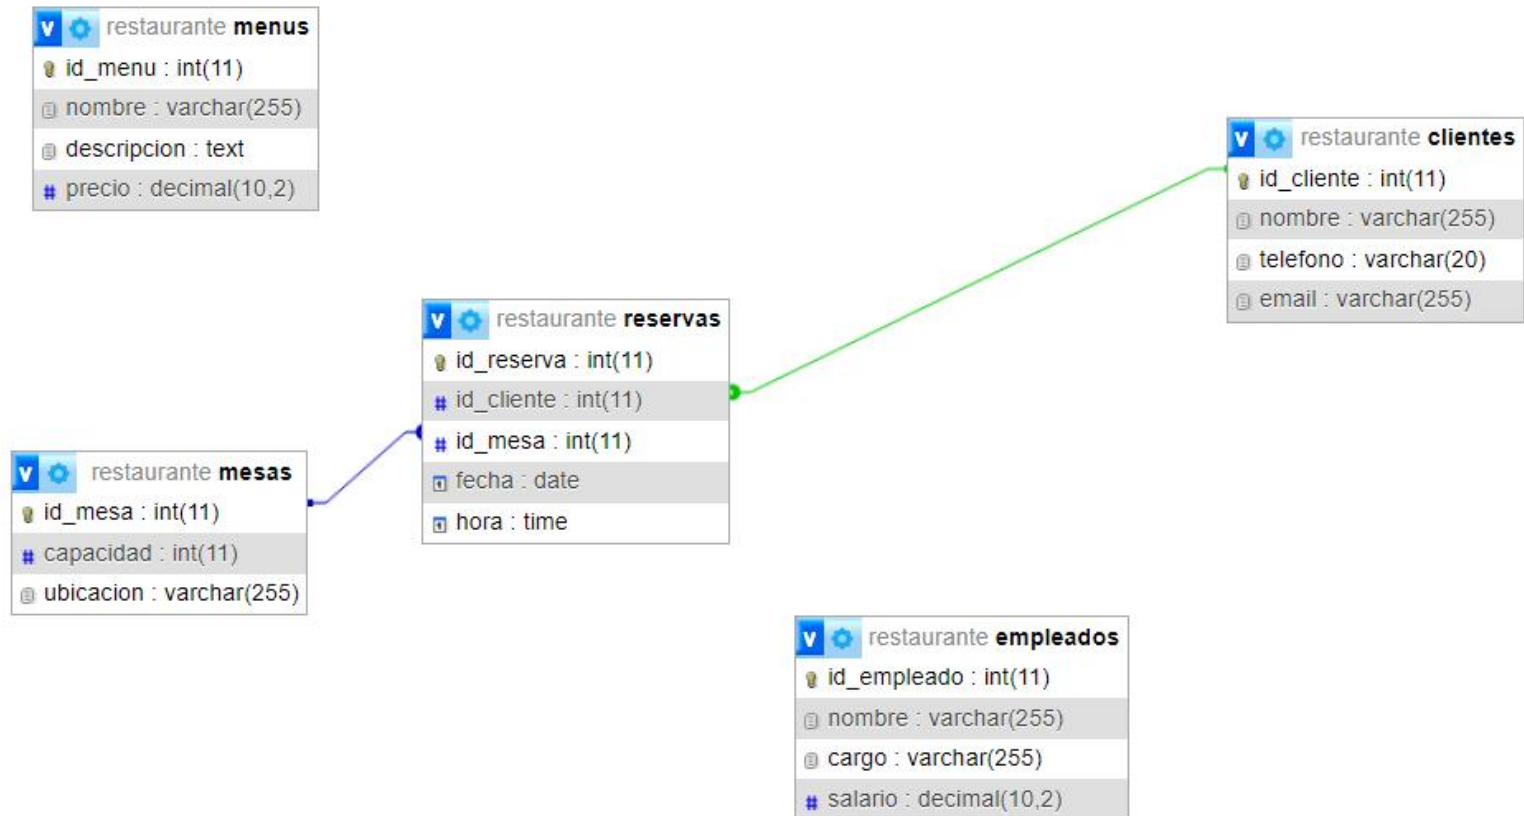 V restaurante menus
id_menu : int(11)
nombre : varchar(255)
descripcion : text
# precio : decimal(10,2)
V restaurante clientes
id_cliente : int(11)
nombre : varchar(255)
telefono : varchar(20)
email : varchar(255)
V restaurante reservas
id_reserva : int(11)
# id_cliente : int(11)
# id_mesa : int(11)
fecha : date
hora : time
V restaurante mesas
id_mesa : int(11)
# capacidad : int(11)
ubicacion : varchar(255)
V restaurante empleados
id_empleado : int(11)
nombre : varchar(255)
cargo : varchar(255)
# salario : decimal(10,2)